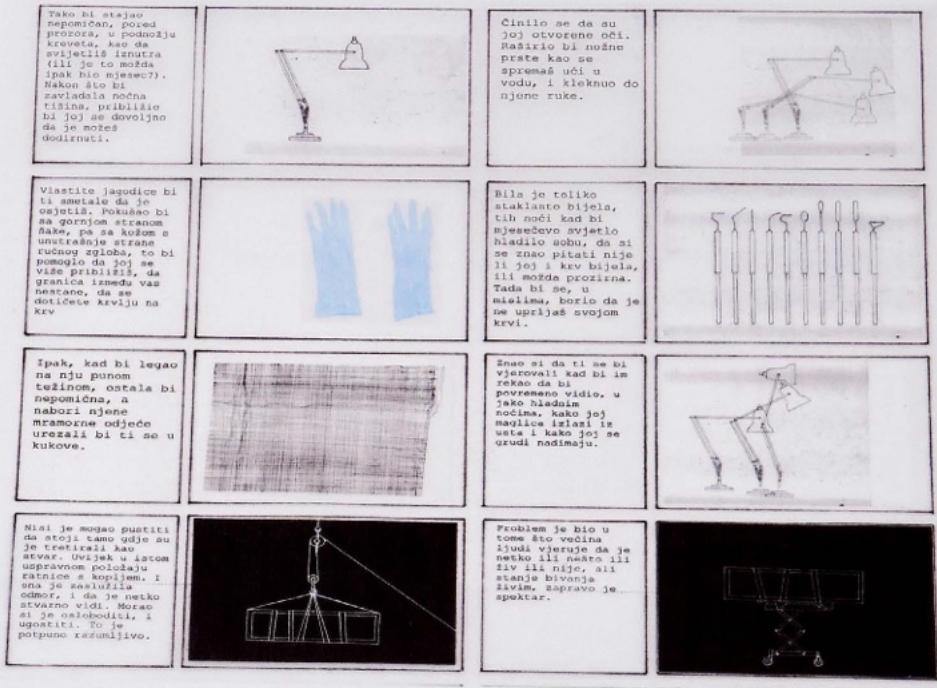 Tako bi stajao
nepomičan, pored
prozora, u podnožju
kreveta, kao da
svijetliš iznutra
(ili je to možda
ipak bio mjesec?).
Nakon što bi
zavladala noćna
tišina, približio
bi joj se dovoljno
da je možeš
dodirnuti.
Činilo se da su
joj otvorene oči.
Raširio bi nožne
prste kao se
spremaš ući u
vodu, i kleknuo do
njene ruke.
Vlastite jagodice bi
ti smetale da je
osjetiš. Pokušao bi
sa gornjom stranom
šake, pa sa kožom s
unutrašnje strane
ručnog zgloba, to bi
pomoglo da joj se
više približiš, da
granica između vas
nestane, da se
dotičete krvlju na
krv
Bila je toliko
staklasto bijela,
tih noći kad bi
mjesečevo svjetlo
hladilo sobu, da si
se znao pitati nije
li joj i krv bijela,
ili možda prozirna.
Tada bi se, u
mislima, borio da je
ne uprljaš svojom
krvi.
Ipak, kad bi legao
na nju punom
težinom, ostala bi
nepomična, a
nabori njene
mramorne odjeće
urezali bi ti se u
kukove.
Znao si da ti ne bi
vjerovali kad bi im
rekao da bi
povremeno vidio, u
jako hladnim
noćima, kako joj
maglica izlazi iz
usta i kako joj se
grudi nadimaju.
Nisi je mogao pustiti
da stoji tamo gdje su
je tretirali kao
stvar. Uvijek u istom
uspravnom položaju
ratnice s kopljem. I
ona je zaslužila
odmor, i da je netko
stvarno vidi. Morao
si je osloboditi, i
ugostiti. To je
potpuno razumljivo.
Problem je bio u
tome što većina
ljudi vjeruje da je
netko ili nešto ili
živ ili nije, ali
stanje bivanja
živim, zapravo je
spektar.